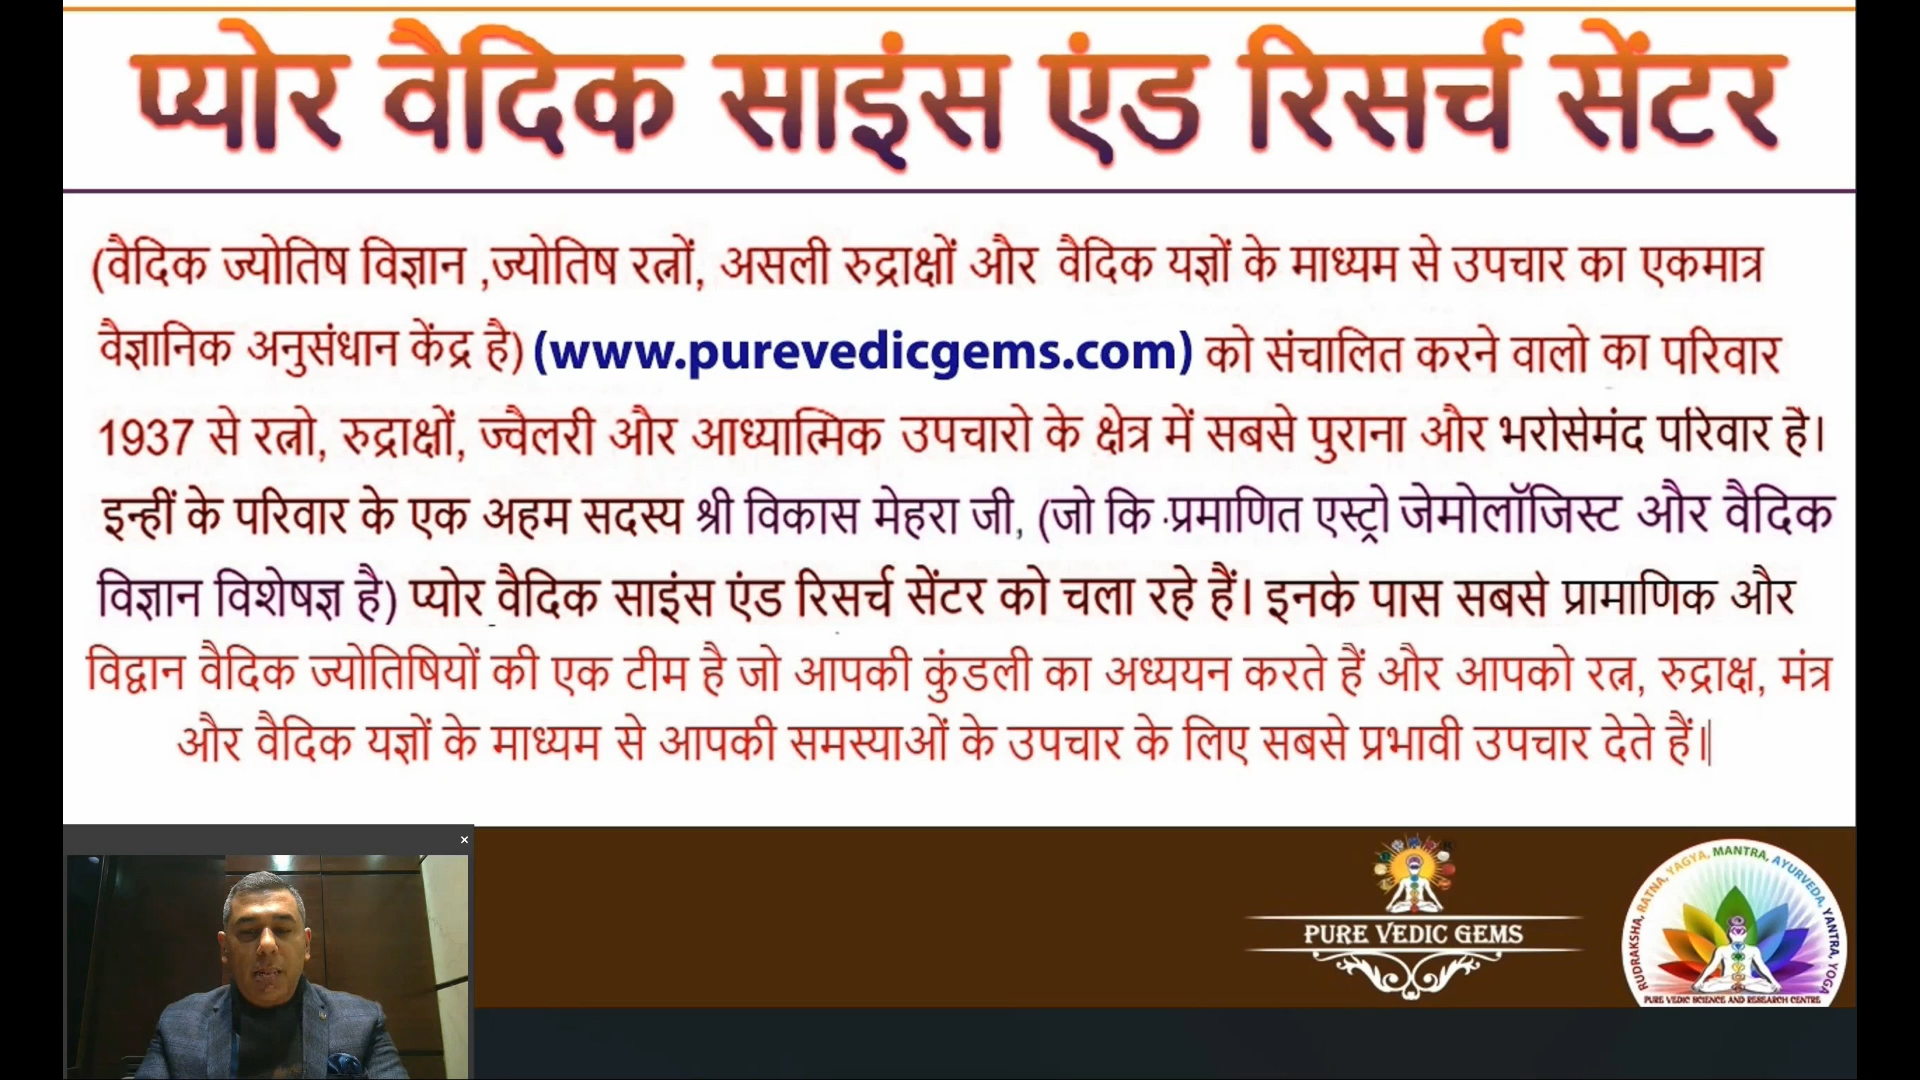 प्योर वैदिक साइंस एंड रिसर्च सेंटर
(वैदिक ज्योतिष विज्ञान ,ज्योतिष रत्नों, असली रुद्राक्षों और वैदिक यज्ञों के माध्यम से उपचार का एकमात्र
वैज्ञानिक अनुसंधान केंद्र है) (www.purevedicgems.com) को संचालित करने वालो का परिवार
1937 से रत्नो, रुद्राक्षों, ज्वैलरी और आध्यात्मिक उपचारो के क्षेत्र में सबसे पुराना और भरोसेमंद परिवार है।
इन्हीं के परिवार के एक अहम सदस्य श्री विकास मेहरा जी, (जो कि प्रमाणित एस्ट्रो जेमोलॉजिस्ट और वैदिक
विज्ञान विशेषज्ञ है) प्योर वैदिक साइंस एंड रिसर्च सेंटर को चला रहे हैं। इनके पास सबसे प्रामाणिक और
विद्वान वैदिक ज्योतिषियों की एक टीम है जो आपकी कुंडली का अध्ययन करते हैं और आपको रत्न, रुद्राक्ष, मंत्र
और वैदिक यज्ञों के माध्यम से आपकी समस्याओं के उपचार के लिए सबसे प्रभावी उपचार देते हैं।
PURE VEDIC GEMS
RUDRAKSHA, RATNA, YAGYA, MANTRA, AYURVEDA, YANTRA, YOGA
PURE VEDIC SCIENCE AND RESEARCH CENTRE